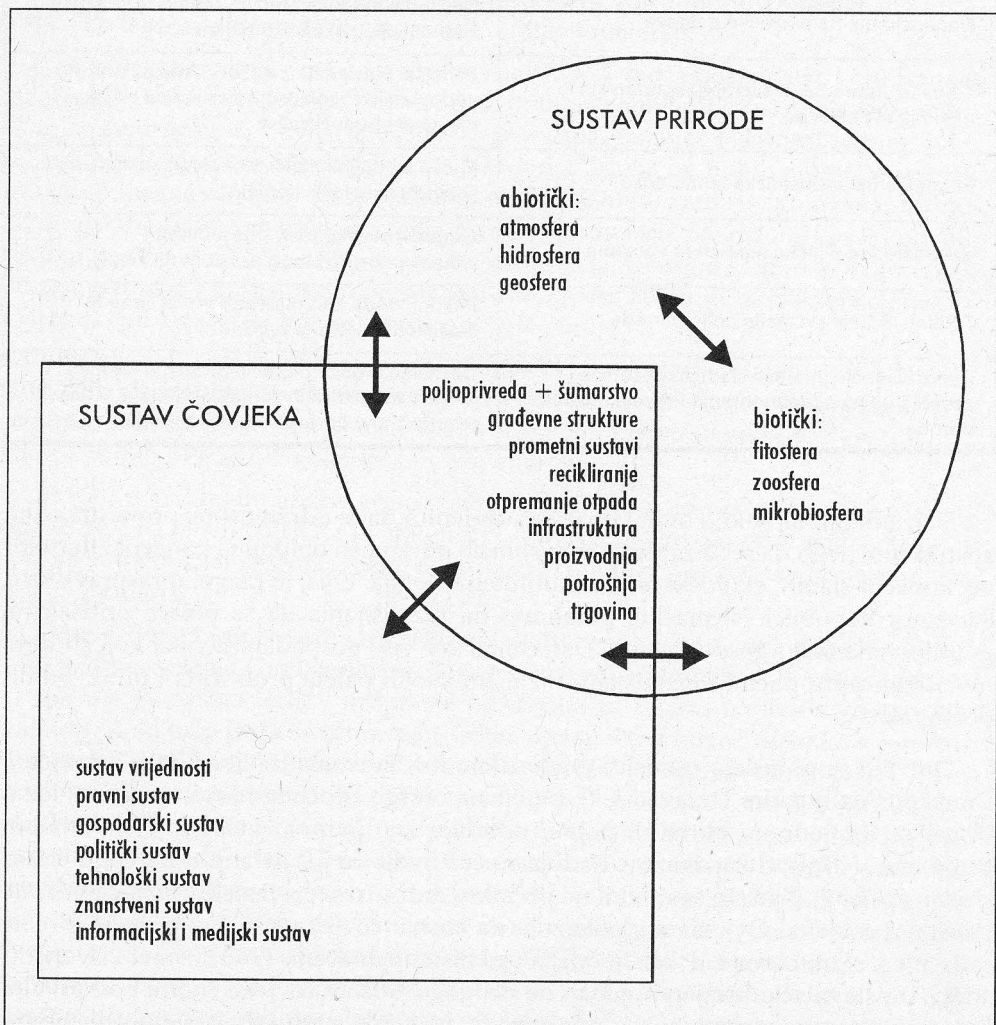 SUSTAV PRIRODE
abiotički:
atmosfera
hidrosfera
geosfera
SUSTAV ČOVJEKA
poljoprivreda + šumarstvo
građevne strukture
prometni sustavi
recikliranje
otpremanje otpada
infrastruktura
proizvodnja
potrošnja
trgovina
biotički:
fitosfera
zoosfera
mikrobiosfera
sustav vrijednosti
pravni sustav
gospodarski sustav
politički sustav
tehnološki sustav
znanstveni sustav
informacijski i medijski sustav